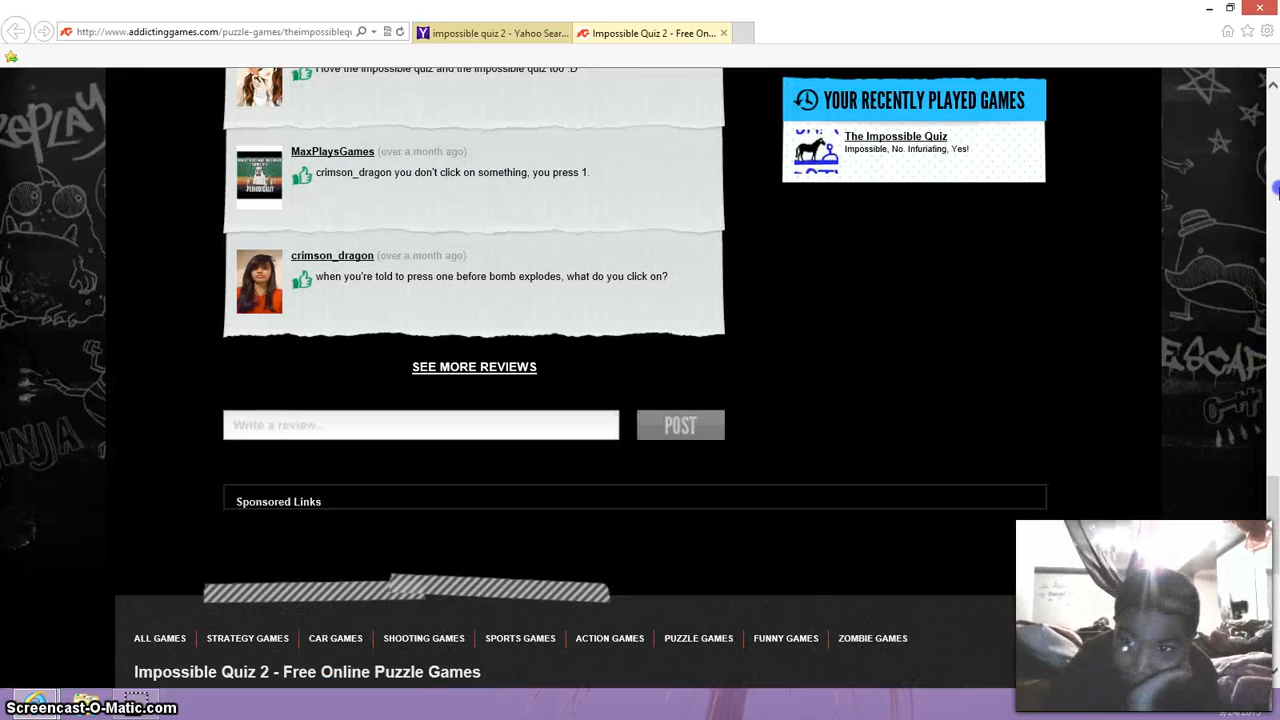 http://www.addictinggames.com/puzzle-games/theimpossiblequ
impossible quiz 2 - Yahoo Sear...
Impossible Quiz 2 - Free On...
I love the impossible quiz and the impossible quiz too :D
MaxPlaysGames (over a month ago)
crimson_dragon you don't click on something, you press 1.
crimson_dragon (over a month ago)
when you're told to press one before bomb explodes, what do you click on?
SEE MORE REVIEWS
Write a review...
POST
YOUR RECENTLY PLAYED GAMES
The Impossible Quiz
Impossible, No. Infuriating, Yes!
Sponsored Links
ALL GAMES
STRATEGY GAMES
CAR GAMES
SHOOTING GAMES
SPORTS GAMES
ACTION GAMES
PUZZLE GAMES
FUNNY GAMES
ZOMBIE GAMES
Impossible Quiz 2 - Free Online Puzzle Games
Screencast-O-Matic.com